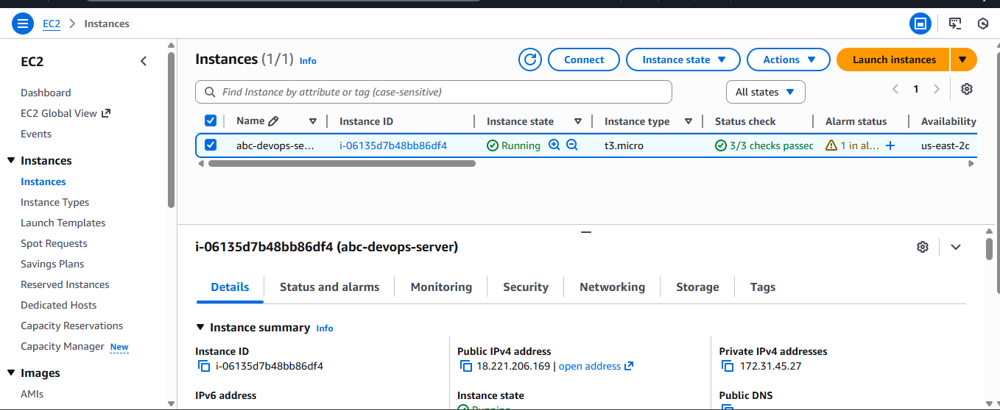 EC2 > Instances
EC2
Dashboard
EC2 Global View
Events
Instances
Instances
Instance Types
Launch Templates
Spot Requests
Savings Plans
Reserved Instances
Dedicated Hosts
Capacity Reservations
Capacity Manager New
Images
AMIs
Instances (1/1) Info
Connect
Instance state
Actions
Launch instances
Find Instance by attribute or tag (case-sensitive)
All states
1
Name Instance ID Instance state Instance type Status check Alarm status Availability
abc-devops-se... i-06135d7b48bb86df4 Running t3.micro 3/3 checks passed 1 in al... us-east-2c
i-06135d7b48bb86df4 (abc-devops-server)
Details Status and alarms Monitoring Security Networking Storage Tags
Instance summary Info
Instance ID
i-06135d7b48bb86df4
IPv6 address
Public IPv4 address
18.221.206.169 | open address
Instance state
Running
Private IPv4 addresses
172.31.45.27
Public DNS